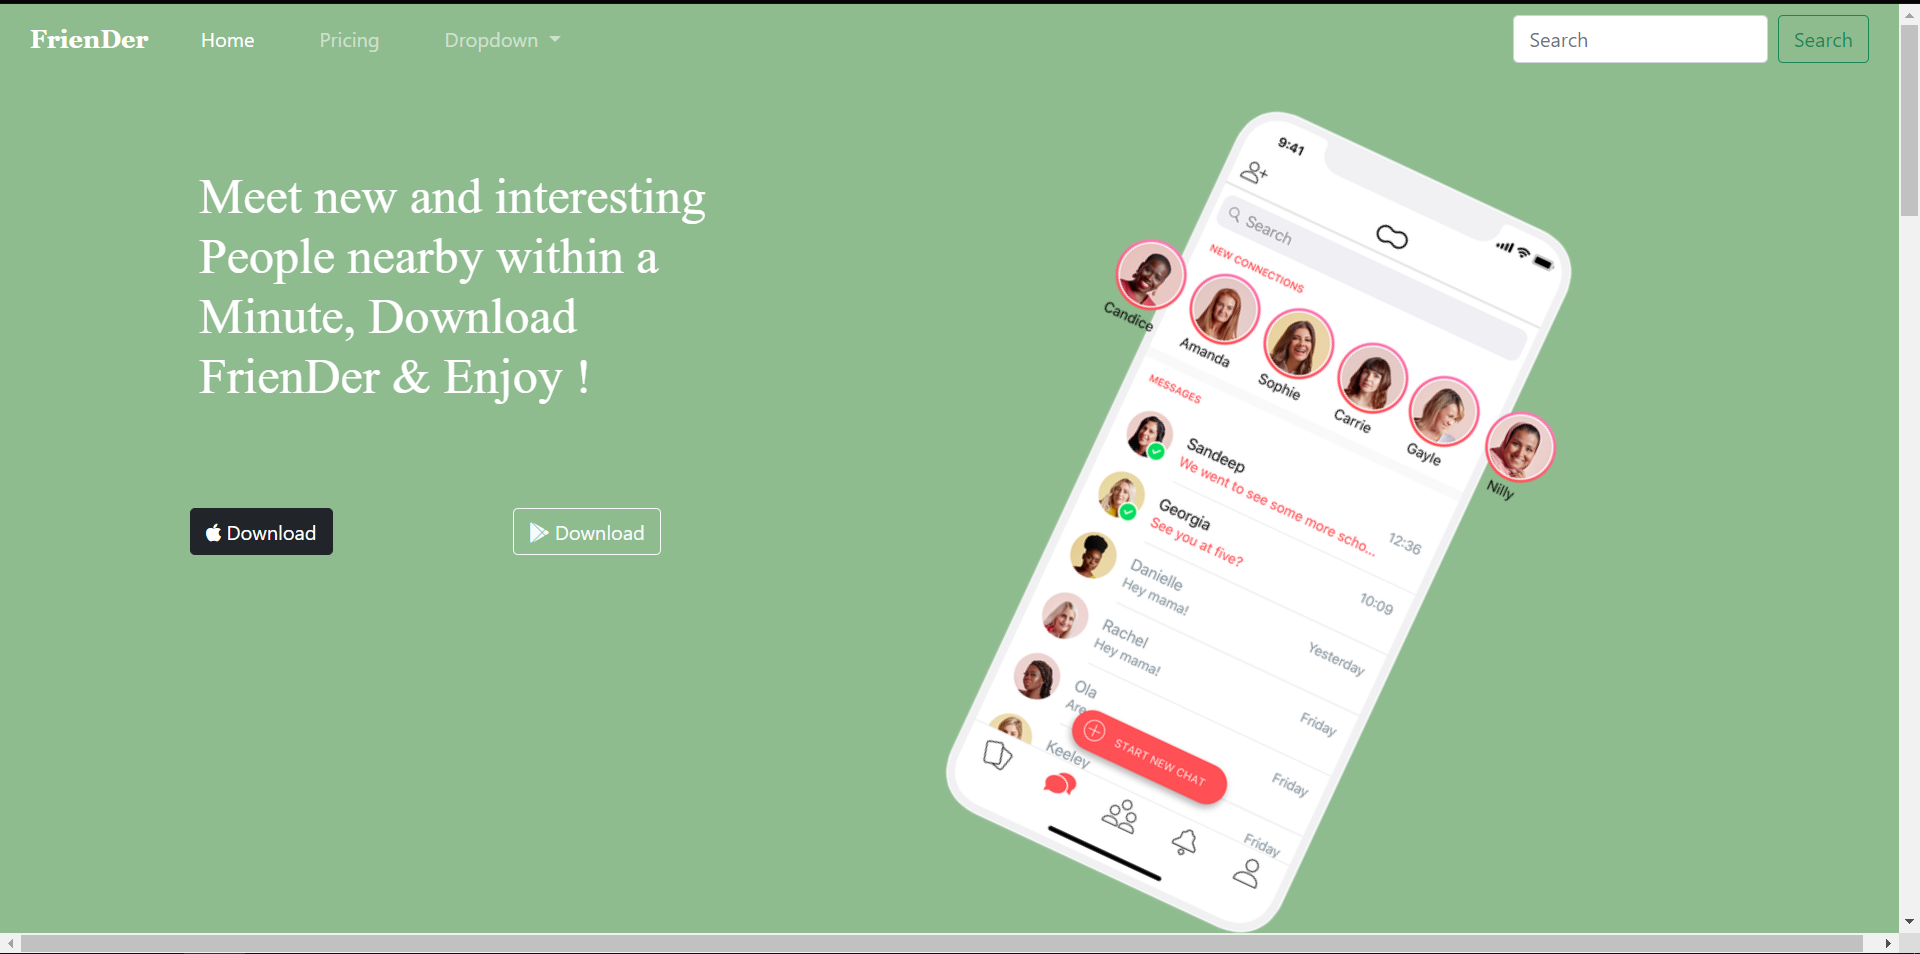 FrienDer
Home
Pricing
Dropdown
Search
Search
Meet new and interesting
People nearby within a
Minute, Download
FrienDer & Enjoy !
Download
Download
9:41
Search
NEW CONNECTIONS
Candice
Amanda
Sophie
Carrie
Gayle
Nilly
MESSAGES
Sandeep
We went to see some more scho...
12:36
Georgia
See you at five?
10:09
Danielle
Hey mama!
Yesterday
Rachel
Hey mama!
Friday
Ola
Are
Friday
Keeley
Friday
START NEW CHAT